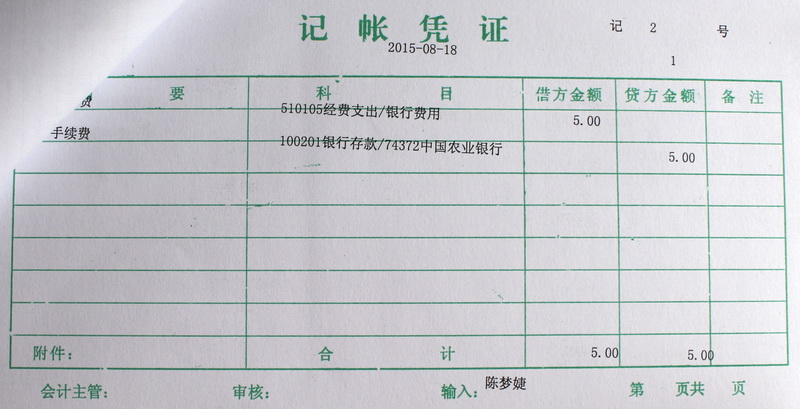 记帐凭证
记 2 号
2015-08-18
1
要 科目 借方金额 贷方金额 备注
费 510105经费支出/银行费用 5.00
手续费 100201银行存款/74372中国农业银行 5.00
附件: 合计 5.00 5.00
会计主管: 审核: 输入: 陈梦婕 第 页共 页